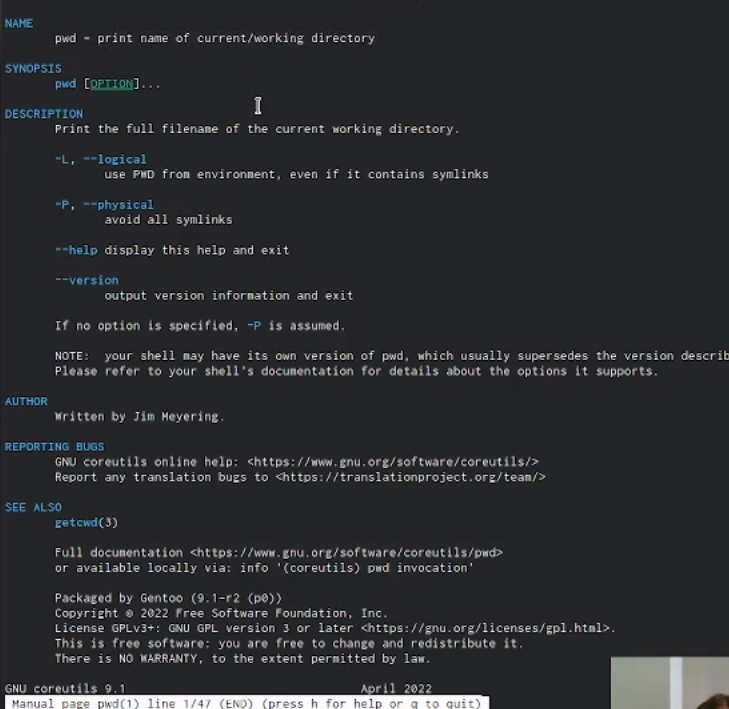 NAME
pwd - print name of current/working directory
SYNOPSIS
pwd [OPTION]...
DESCRIPTION
Print the full filename of the current working directory.
-L, --logical
use PWD from environment, even if it contains symlinks
-P, --physical
avoid all symlinks
--help display this help and exit
--version
output version information and exit
If no option is specified, -P is assumed.
NOTE: your shell may have its own version of pwd, which usually supersedes the version describ
Please refer to your shell's documentation for details about the options it supports.
AUTHOR
Written by Jim Meyering.
REPORTING BUGS
GNU coreutils online help: <https://www.gnu.org/software/coreutils/>
Report any translation bugs to <https://translationproject.org/team/>
SEE ALSO
getcwd(3)
Full documentation <https://www.gnu.org/software/coreutils/pwd>
or available locally via: info '(coreutils) pwd invocation'
Packaged by Gentoo (9.1-r2 (p0))
Copyright © 2022 Free Software Foundation, Inc.
License GPLv3+: GNU GPL version 3 or later <https://gnu.org/licenses/gpl.html>.
This is free software: you are free to change and redistribute it.
There is NO WARRANTY, to the extent permitted by law.
GNU coreutils 9.1 April 2022
Manual page pwd(1) line 1/47 (END) (press h for help or q to quit)